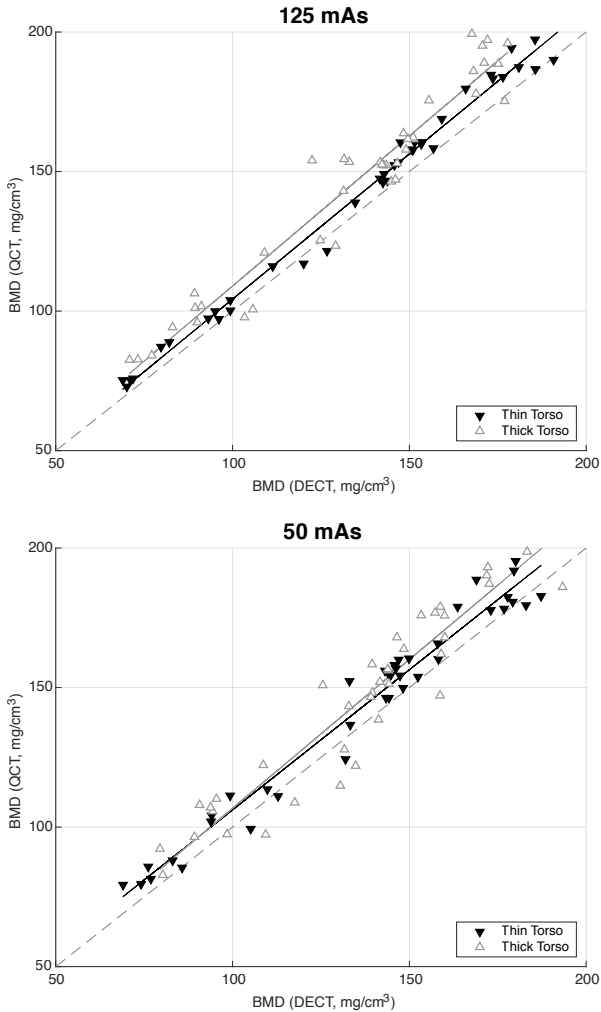 125 mAs
200
150
100
50
BMD (QCT, mg/cm3)
Thin Torso
Thick Torso
50 100 150 200
BMD (DECT, mg/cm3)
50 mAs
200
150
100
50
BMD (QCT, mg/cm3)
Thin Torso
Thick Torso
50 100 150 200
BMD (DECT, mg/cm3)